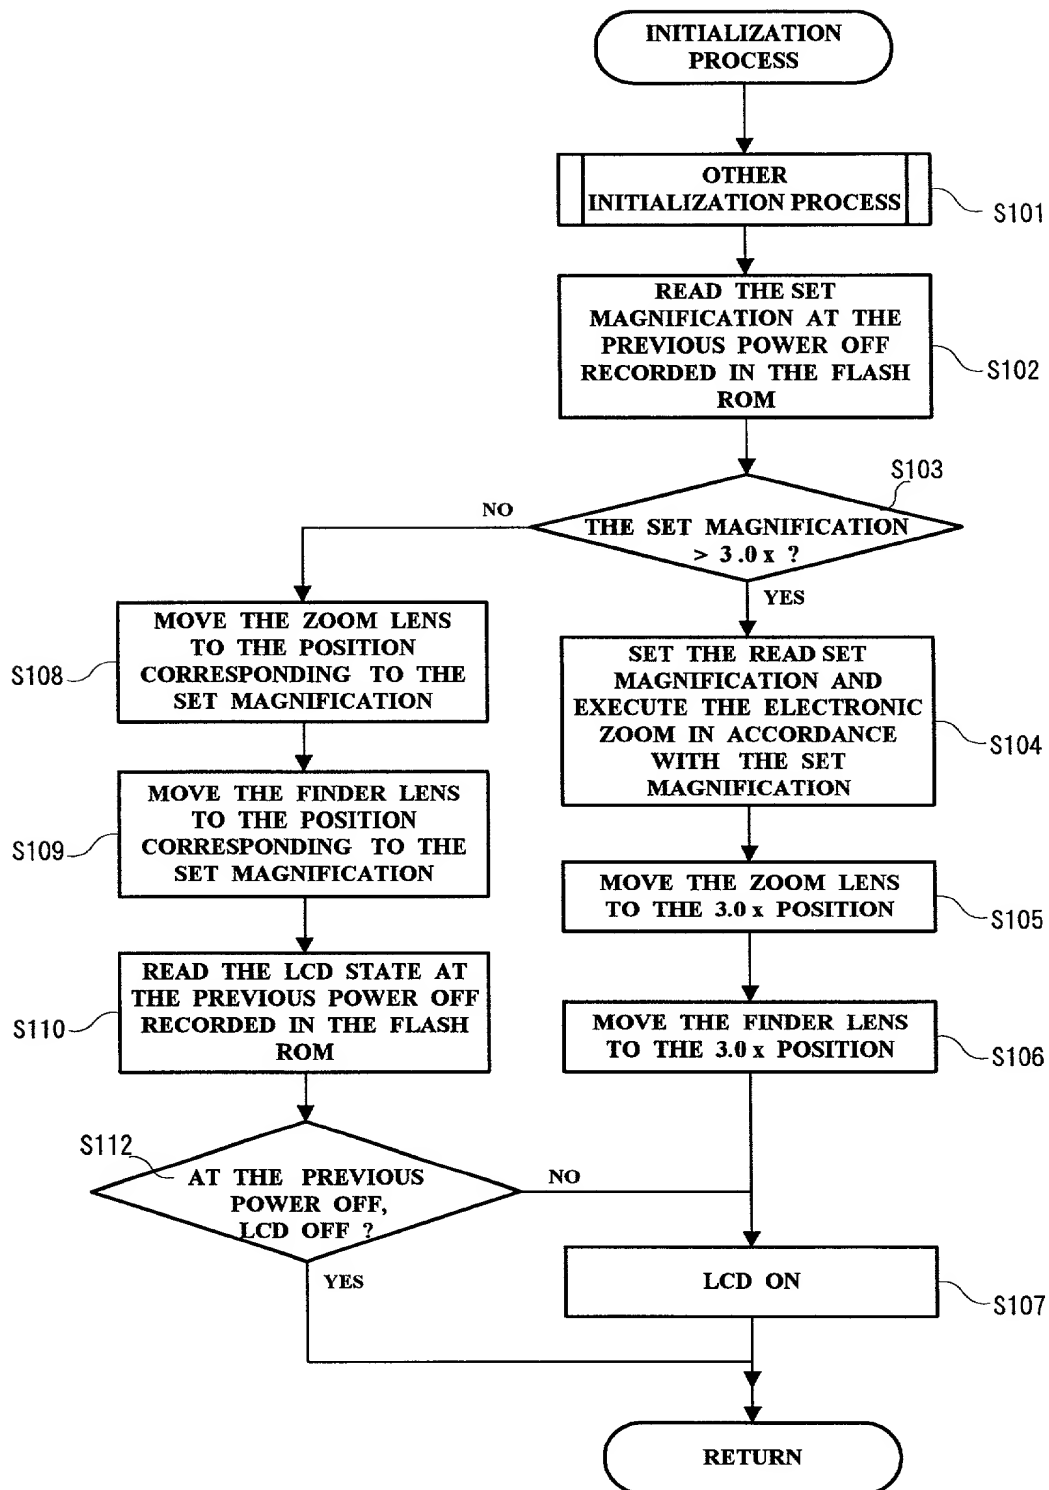 INITIALIZATION
PROCESS
OTHER
INITIALIZATION PROCESS
S101
READ THE SET
MAGNIFICATION AT THE
PREVIOUS POWER OFF
RECORDED IN THE FLASH
ROM
S102
S103
THE SET MAGNIFICATION
> 3.0 x ?
NO
YES
MOVE THE ZOOM LENS
TO THE POSITION
CORRESPONDING TO THE
SET MAGNIFICATION
S108
SET THE READ SET
MAGNIFICATION AND
EXECUTE THE ELECTRONIC
ZOOM IN ACCORDANCE
WITH THE SET
MAGNIFICATION
S104
MOVE THE FINDER LENS
TO THE POSITION
CORRESPONDING TO THE
SET MAGNIFICATION
S109
MOVE THE ZOOM LENS
TO THE 3.0 x POSITION
S105
READ THE LCD STATE AT
THE PREVIOUS POWER OFF
RECORDED IN THE FLASH
ROM
S110
MOVE THE FINDER LENS
TO THE 3.0 x POSITION
S106
S112
AT THE PREVIOUS
POWER OFF,
LCD OFF ?
NO
YES
LCD ON
S107
RETURN